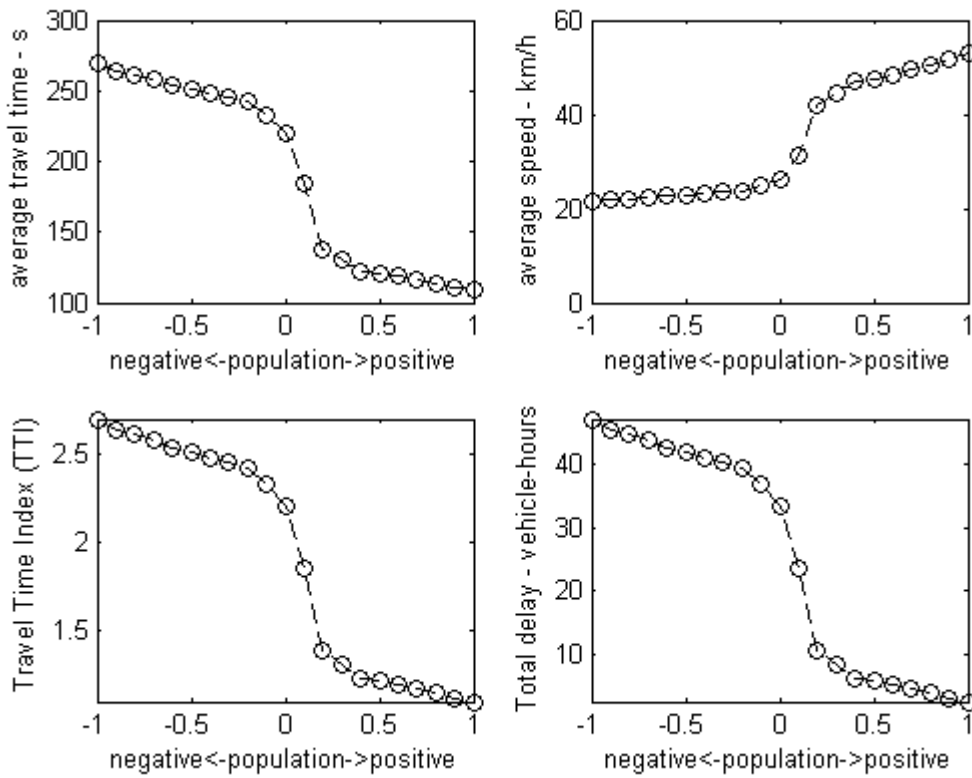 300
250
200
150
100
average travel time - s
-1 -0.5 0 0.5 1
negative<-population->positive
60
40
20
0
average speed - km/h
-1 -0.5 0 0.5 1
negative<-population->positive
2.5
2
1.5
Travel Time Index (TTI)
-1 -0.5 0 0.5 1
negative<-population->positive
40
30
20
10
Total delay - vehicle-hours
-1 -0.5 0 0.5 1
negative<-population->positive